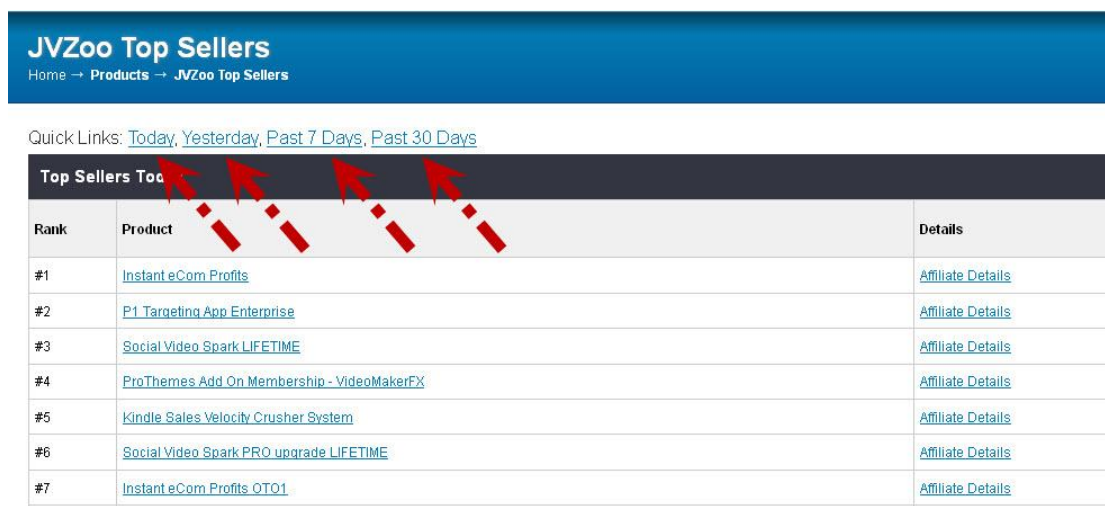 JVZoo Top Sellers
Home → Products → JVZoo Top Sellers
Quick Links: Today, Yesterday, Past 7 Days, Past 30 Days
Top Sellers Today
Rank Product Details
#1 Instant eCom Profits Affiliate Details
#2 P1 Targeting App Enterprise Affiliate Details
#3 Social Video Spark LIFETIME Affiliate Details
#4 ProThemes Add On Membership - VideoMakerFX Affiliate Details
#5 Kindle Sales Velocity Crusher System Affiliate Details
#6 Social Video Spark PRO upgrade LIFETIME Affiliate Details
#7 Instant eCom Profits OTO1 Affiliate Details